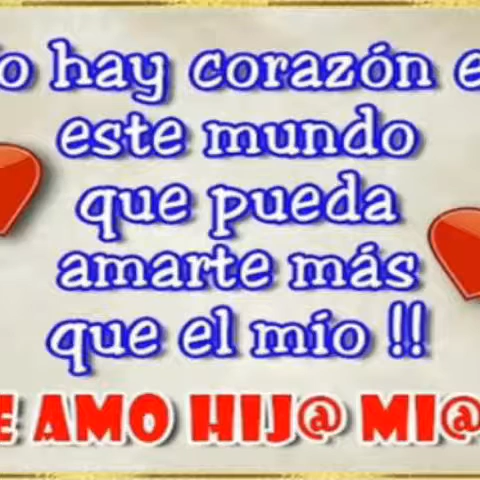 o hay corazón e
este mundo
que pueda
amarte más
que el mío !!
E AMO HIJ@ MI@